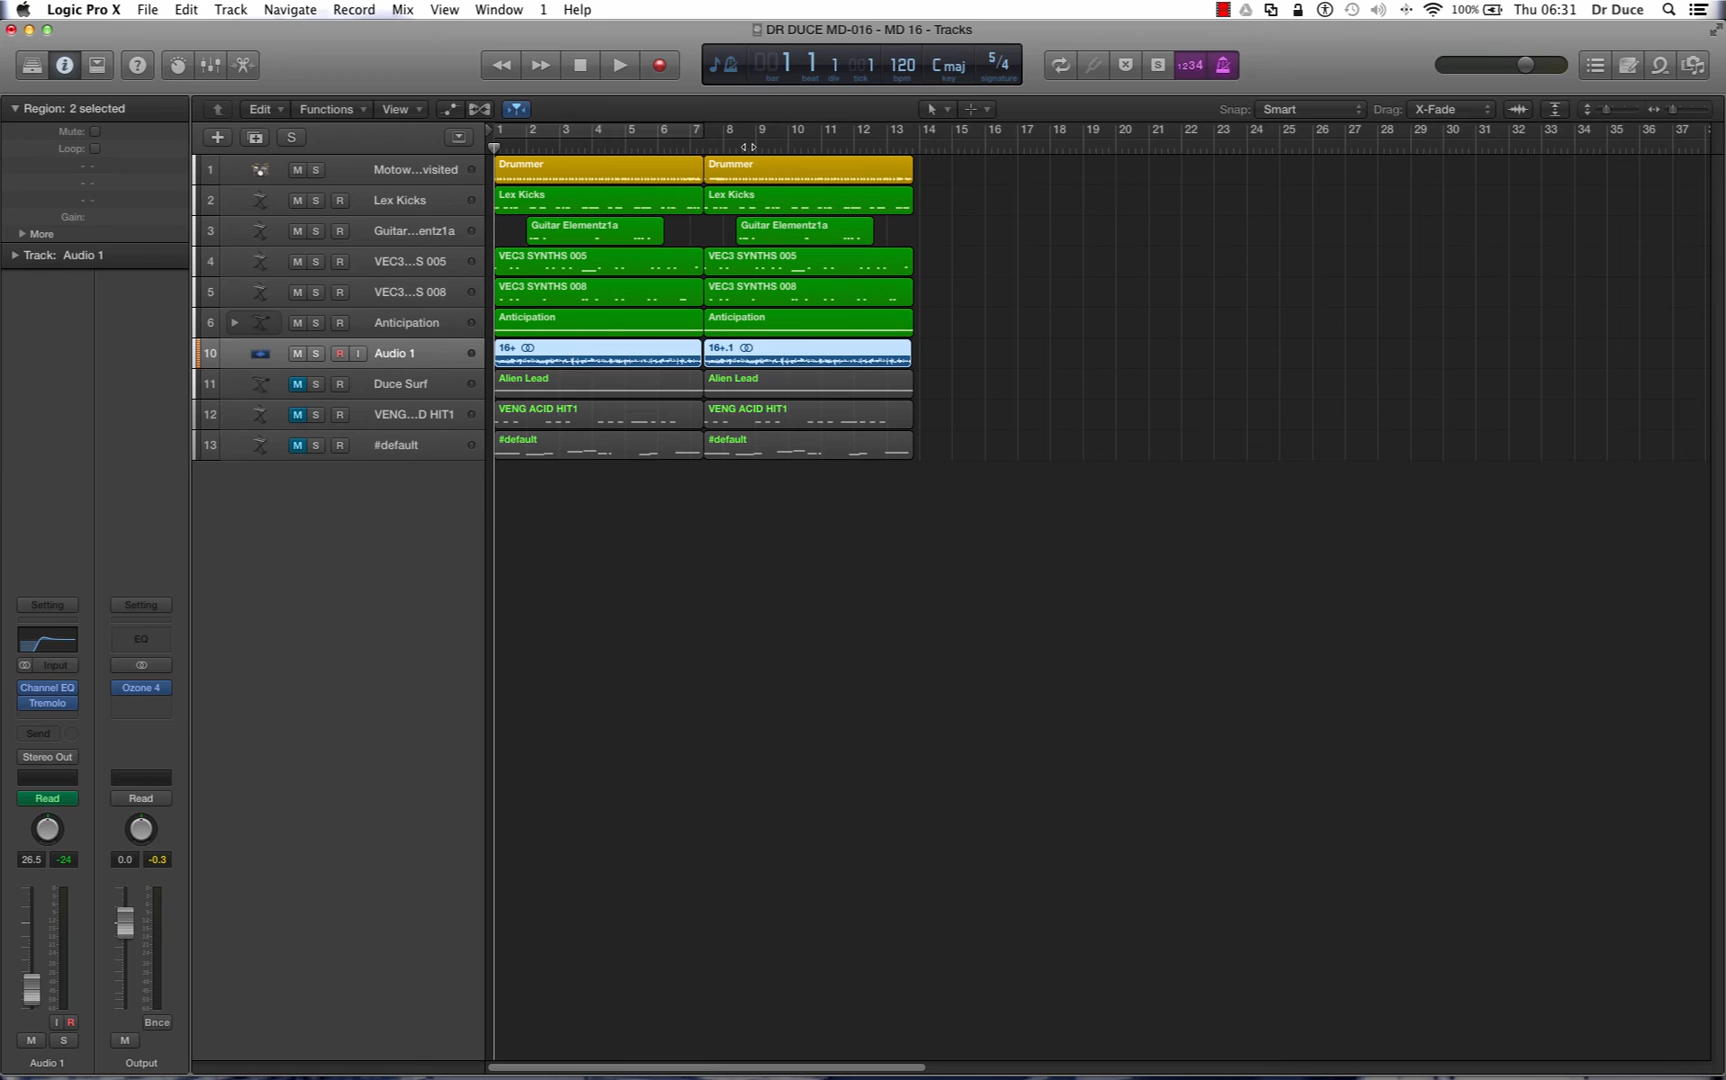 Logic Pro X File Edit Track Navigate Record Mix View Window 1 Help 100% Thu 06:31 Dr Duce
DR DUCE MD-016 - MD 16 - Tracks
001 1 1 001 120 C maj 5/4
bar beat div tick bpm key signature
? S 1234
Region: 2 selected
Edit Functions View Snap: Smart Drag: X-Fade
Mute:
Loop:
- -
- -
- -
Gain:
More
Track: Audio 1
S
1 2 3 4 5 6 7 8 9 10 11 12 13 14 15 16 17 18 19 20 21 22 23 24 25 26 27 28 29 30 31 32 33 34 35 36 37
1 M S Motow...visited Drummer Drummer
2 M S R Lex Kicks Lex Kicks Lex Kicks
3 M S R Guitar...entz1a Guitar Elementz1a Guitar Elementz1a
4 M S R VEC3...S 005 VEC3 SYNTHS 005 VEC3 SYNTHS 005
5 M S R VEC3...S 008 VEC3 SYNTHS 008 VEC3 SYNTHS 008
6 M S R Anticipation Anticipation Anticipation
10 M S R I Audio 1 16+ 16+.1
11 M S R Duce Surf Alien Lead Alien Lead
12 M S R VENG...D HIT1 VENG ACID HIT1 VENG ACID HIT1
13 M S R #default #default #default
Setting Setting
EQ
Input
Channel EQ Ozone 4
Tremolo
Send
Stereo Out
Read Read
26.5 -24 0.0 -0.3
I R Bnce
M S M
Audio 1 Output